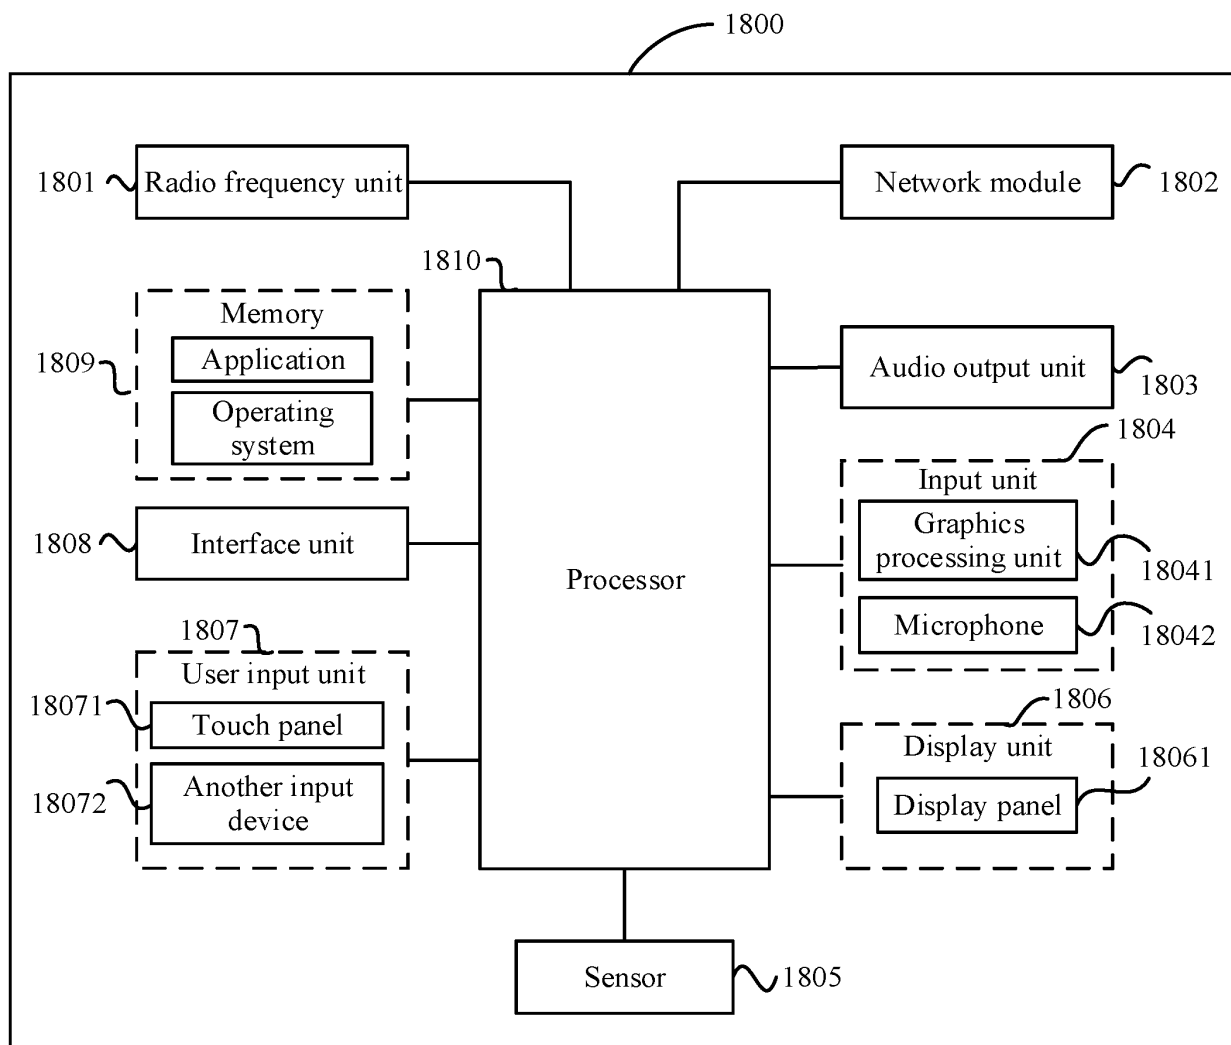 1800
1801
Radio frequency unit
Network module
1802
1810
Memory
Application
Operating
system
1809
Audio output unit
1803
1804
Input unit
Graphics
processing unit
18041
Microphone
18042
1808
Interface unit
Processor
1807
User input unit
18071
Touch panel
18072
Another input
device
1806
Display unit
18061
Display panel
Sensor
1805